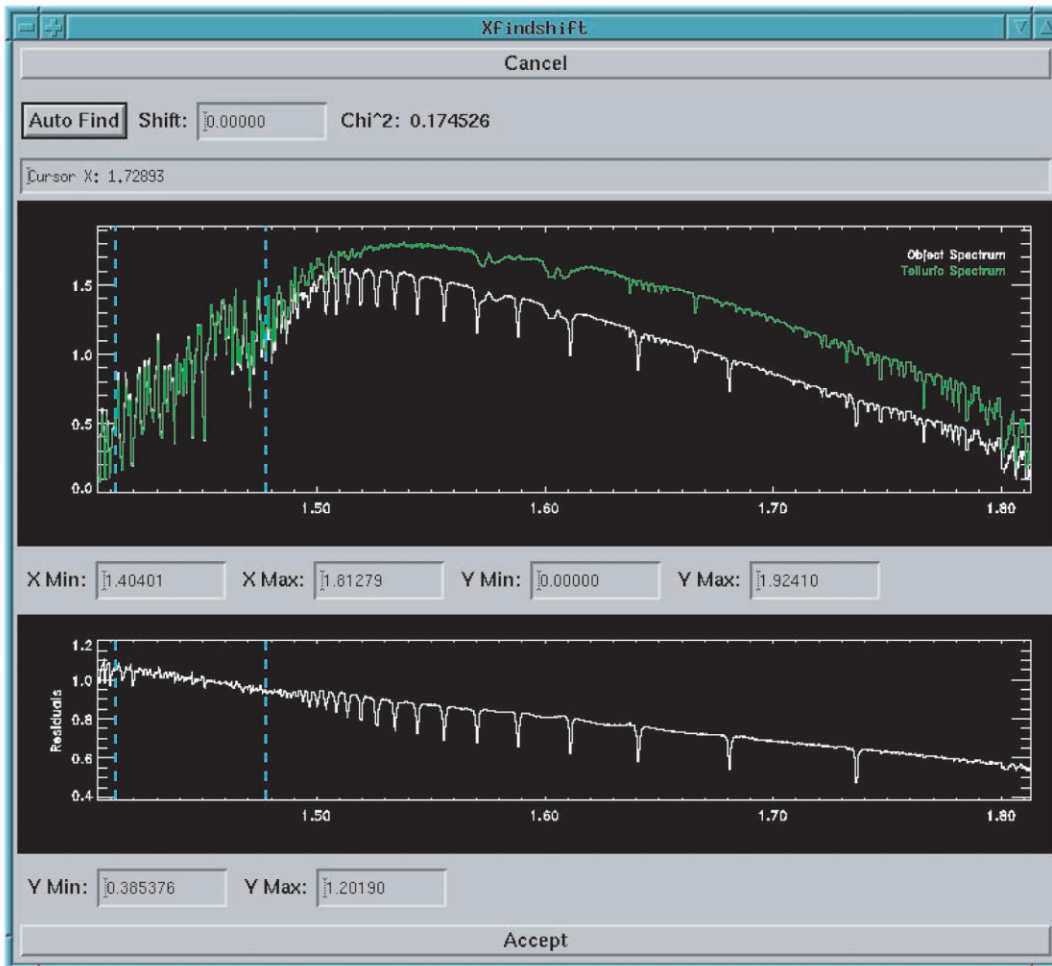 Xfindshift
Cancel
Auto Find Shift: 0.00000 Chi^2: 0.174526
Cursor X: 1.72893
Object Spectrum
Telluric Spectrum
1.5
1.0
0.5
0.0
1.50 1.60 1.70 1.80
X Min: 1.40401 X Max: 1.81279 Y Min: 0.00000 Y Max: 1.92410
Residuals
1.2
1.0
0.8
0.6
0.4
1.50 1.60 1.70 1.80
Y Min: 0.385376 Y Max: 1.20190
Accept